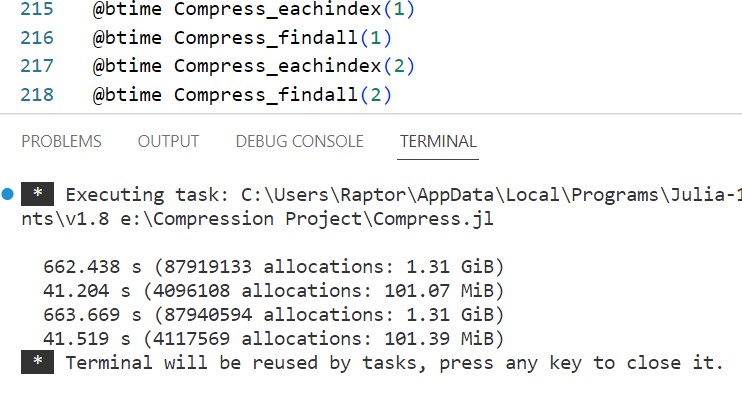 215 @btime Compress_eachindex(1)
216 @btime Compress_findall(1)
217 @btime Compress_eachindex(2)
218 @btime Compress_findall(2)
PROBLEMS OUTPUT DEBUG CONSOLE TERMINAL
* Executing task: C:\Users\Raptor\AppData\Local\Programs\Julia-1
nts\v1.8 e:\Compression Project\Compress.jl
662.438 s (87919133 allocations: 1.31 GiB)
41.204 s (4096108 allocations: 101.07 MiB)
663.669 s (87940594 allocations: 1.31 GiB)
41.519 s (4117569 allocations: 101.39 MiB)
* Terminal will be reused by tasks, press any key to close it.